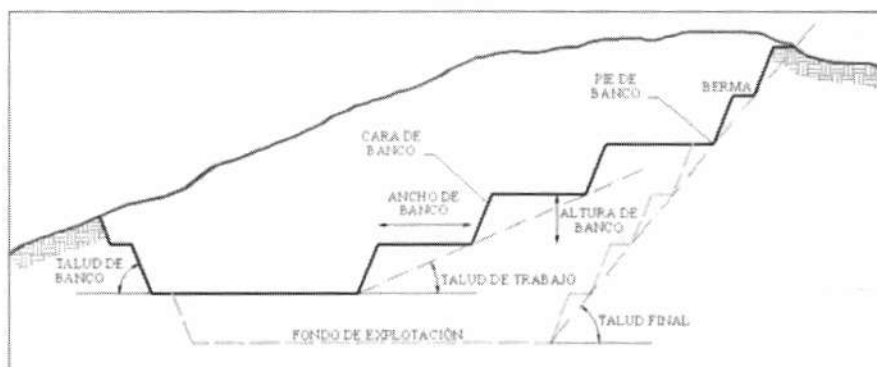 PIE DE
BANCO
BERMA
CARA DE
BANCO
ANCHO DE
BANCO
ALTURA DE
BANCO
TALUD DE
BANCO
TALUD DE TRABAJO
TALUD FINAL
FONDO DE EXPLOTACIÓN